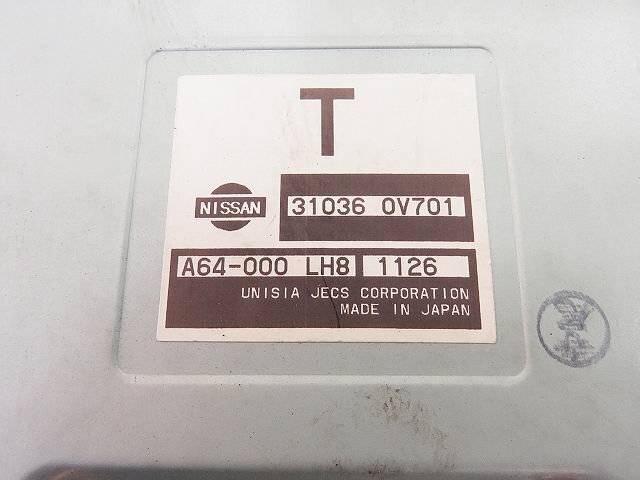 T
NISSAN
31036 0V701
A64-000 LH8 1126
UNISIA JECS CORPORATION
MADE IN JAPAN